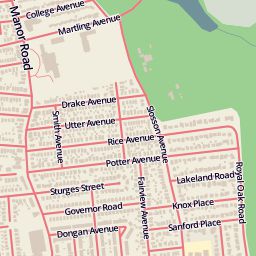 College Avenue
Martling Avenue
Manor Road
Drake Avenue
Slosson Avenue
Smith Avenue
Utter Avenue
Rice Avenue
Potter Avenue
Royal Oak Road
Lakeland Road
Sturges Street
Fairview Avenue
Governor Road
Knox Place
Dongan Avenue
Sanford Place